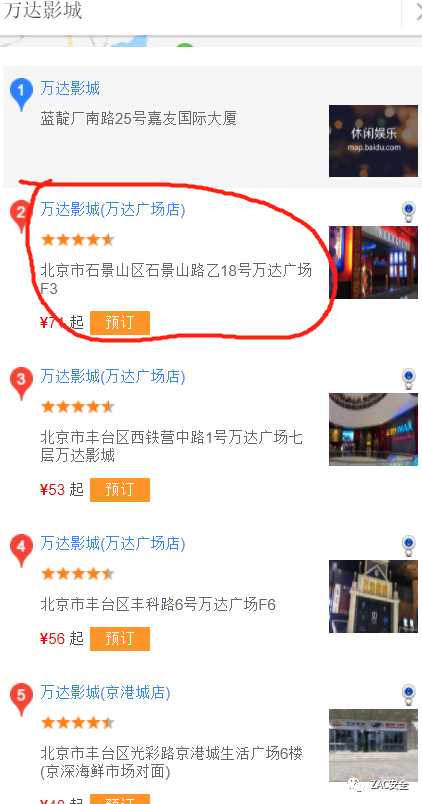 万达影城
1
万达影城
蓝靛厂南路25号嘉友国际大厦
休闲娱乐
map.baidu.com
2
万达影城(万达广场店)
北京市石景山区石景山路乙18号万达广场
F3
¥71 起 预订
3
万达影城(万达广场店)
北京市丰台区西铁营中路1号万达广场七
层万达影城
¥53 起 预订
4
万达影城(万达广场店)
北京市丰台区丰科路6号万达广场F6
¥56 起 预订
5
万达影城(京港城店)
北京市丰台区光彩路京港城生活广场6楼
(京深海鲜市场对面)
ZAC安全